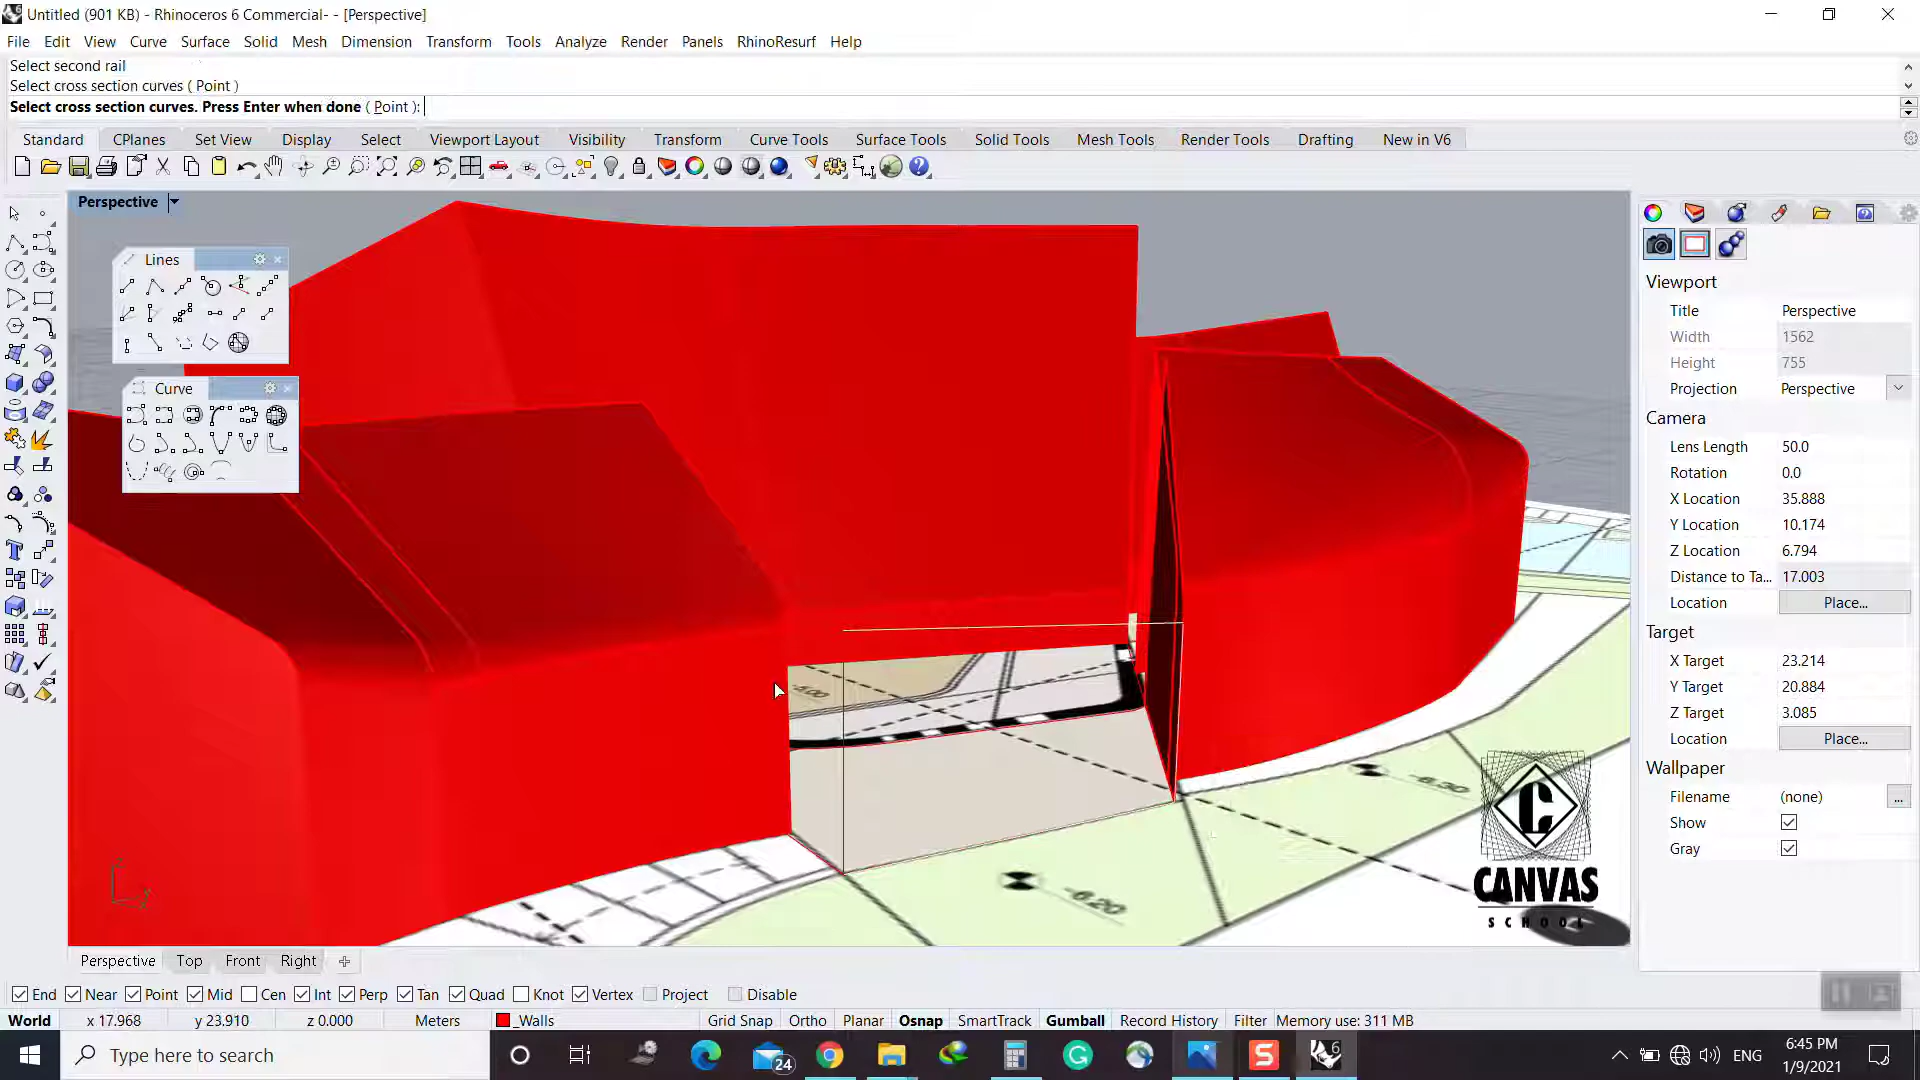 Untitled (901 KB) - Rhinoceros 6 Commercial- - [Perspective]
File Edit View Curve Surface Solid Mesh Dimension Transform Tools Analyze Render Panels RhinoResurf Help
Select second rail
Select cross section curves ( Point )
Select cross section curves. Press Enter when done ( Point ):
Standard CPlanes Set View Display Select Viewport Layout Visibility Transform Curve Tools Surface Tools Solid Tools Mesh Tools Render Tools Drafting New in V6
Perspective
Lines
Curve
Viewport
Title Perspective
Width 1562
Height 755
Projection Perspective
Camera
Lens Length 50.0
Rotation 0.0
X Location 35.888
Y Location 10.174
Z Location 6.794
Distance to Ta... 17.003
Location Place...
Target
X Target 23.214
Y Target 20.884
Z Target 3.085
Location Place...
Wallpaper
Filename (none) ...
Show
Gray
-5.00
-6.30
-6.20
CANVAS
SCHOOL
Perspective Top Front Right
End Near Point Mid Cen Int Perp Tan Quad Knot Vertex Project Disable
World x 17.968 y 23.910 z 0.000 Meters _Walls Grid Snap Ortho Planar Osnap SmartTrack Gumball Record History Filter Memory use: 311 MB
Type here to search
24
ENG
6:45 PM
1/9/2021